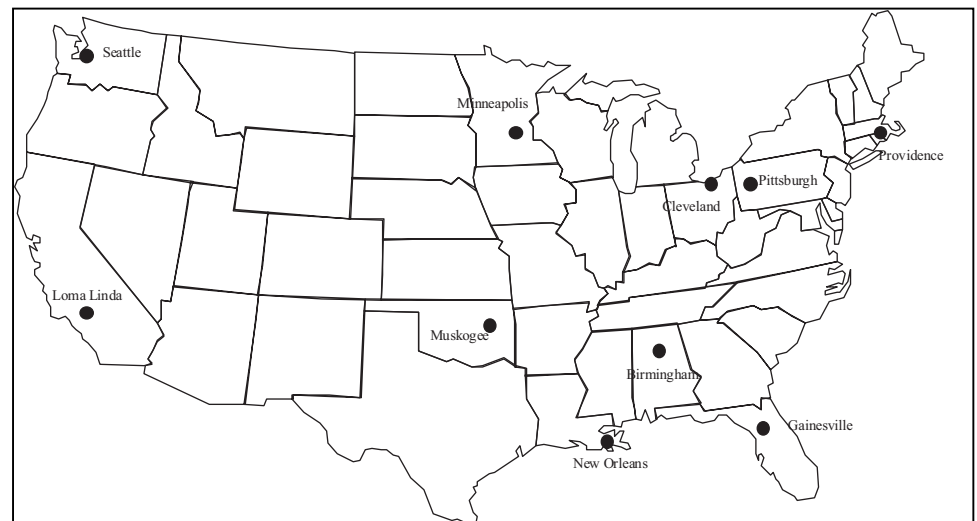 Seattle
Minneapolis
Providence
Pittsburgh
Cleveland
Loma Linda
Muskogee
Birmingham
Gainesville
New Orleans